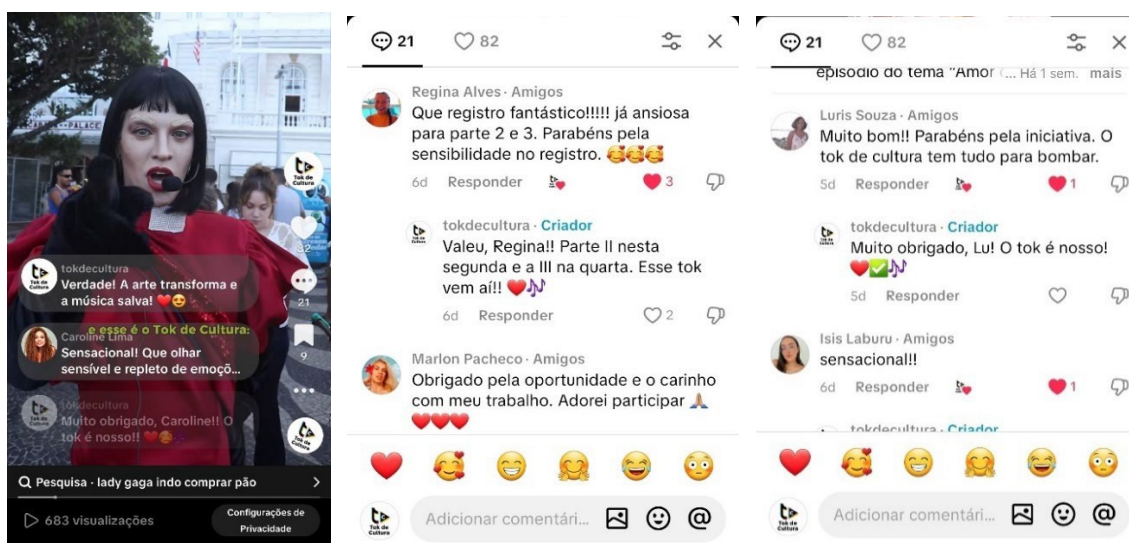 Tok de
Cultura
32
tokdecultura
Verdade! A arte transforma e
a música salva! ❤️😍
21
e esse é o Tok de Cultura:
Caroline Lima
Sensacional! Que olhar
sensível e repleto de emoçõ...
9
tokdecultura
Muito obrigado, Caroline!! O
tok é nosso!!
Tok de
Cultura
Pesquisa · lady gaga indo comprar pão
683 visualizações
Configurações de
Privacidade
21 82
Regina Alves · Amigos
Que registro fantástico!!!!! já ansiosa
para parte 2 e 3. Parabéns pela
sensibilidade no registro. 🥰🥰🥰
6d Responder 3
tokdecultura · Criador
Valeu, Regina!! Parte II nesta
segunda e a III na quarta. Esse tok
vem aí!! ❤️🎶
6d Responder 2
Marlon Pacheco · Amigos
Obrigado pela oportunidade e o carinho
com meu trabalho. Adorei participar 🙏🏽
❤️❤️❤️
Adicionar comentári...
21 82
episódio do tema "Amor ... Há 1 sem. mais
Luris Souza · Amigos
Muito bom!! Parabéns pela iniciativa. O
tok de cultura tem tudo para bombar.
5d Responder 1
tokdecultura · Criador
Muito obrigado, Lu! O tok é nosso!
❤️✅🎶
5d Responder
Isis Laburu · Amigos
sensacional!!
6d Responder 1
tokdecultura · Criador
Adicionar comentári...